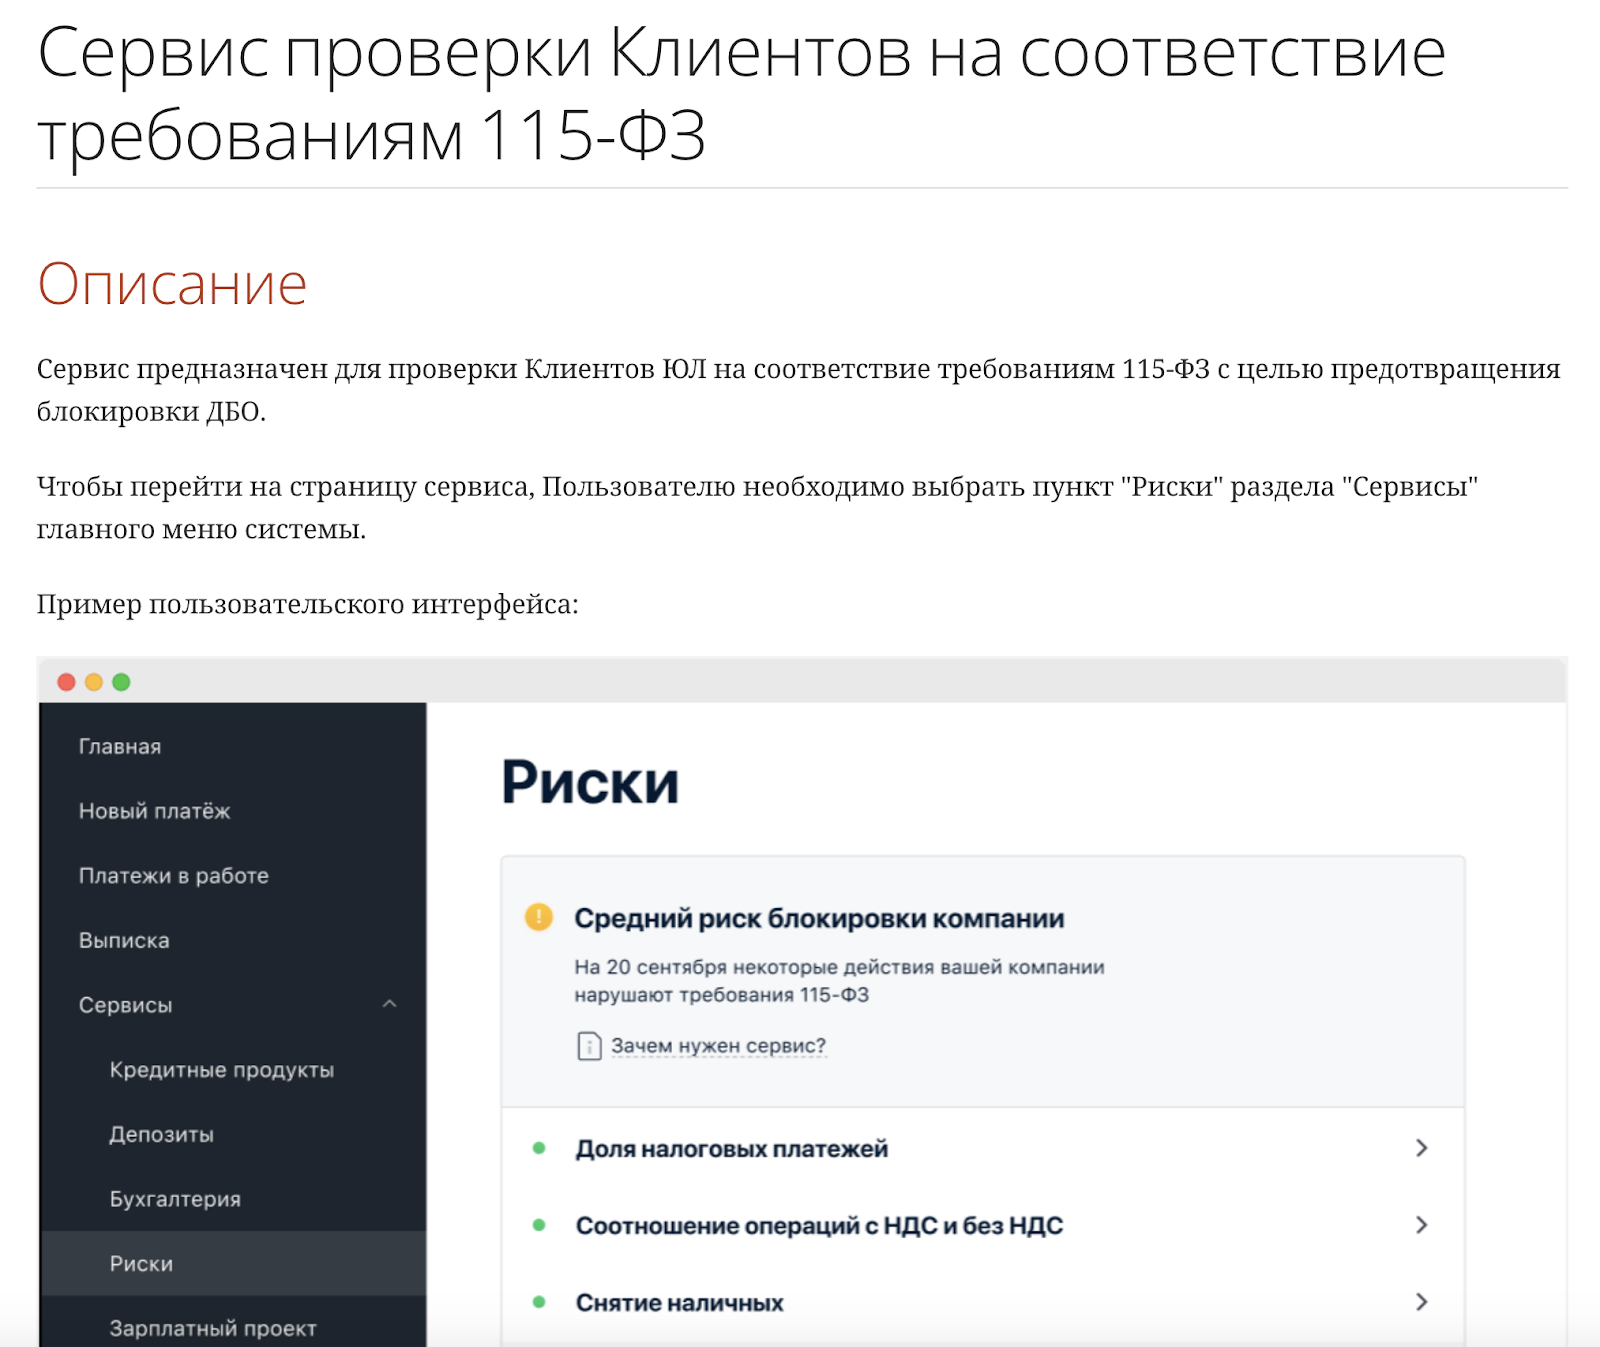 Сервис проверки Клиентов на соответствие
требованиям 115-ФЗ
Описание
Сервис предназначен для проверки Клиентов ЮЛ на соответствие требованиям 115-ФЗ с целью предотвращения
блокировки ДБО.
Чтобы перейти на страницу сервиса, Пользователю необходимо выбрать пункт "Риски" раздела "Сервисы"
главного меню системы.
Пример пользовательского интерфейса:
Главная
Новый платёж
Платежи в работе
Выписка
Сервисы
Кредитные продукты
Депозиты
Бухгалтерия
Риски
Зарплатный проект
Риски
Средний риск блокировки компании
На 20 сентября некоторые действия вашей компании
нарушают требования 115-ФЗ
Зачем нужен сервис?
Доля налоговых платежей
Соотношение операций с НДС и без НДС
Снятие наличных